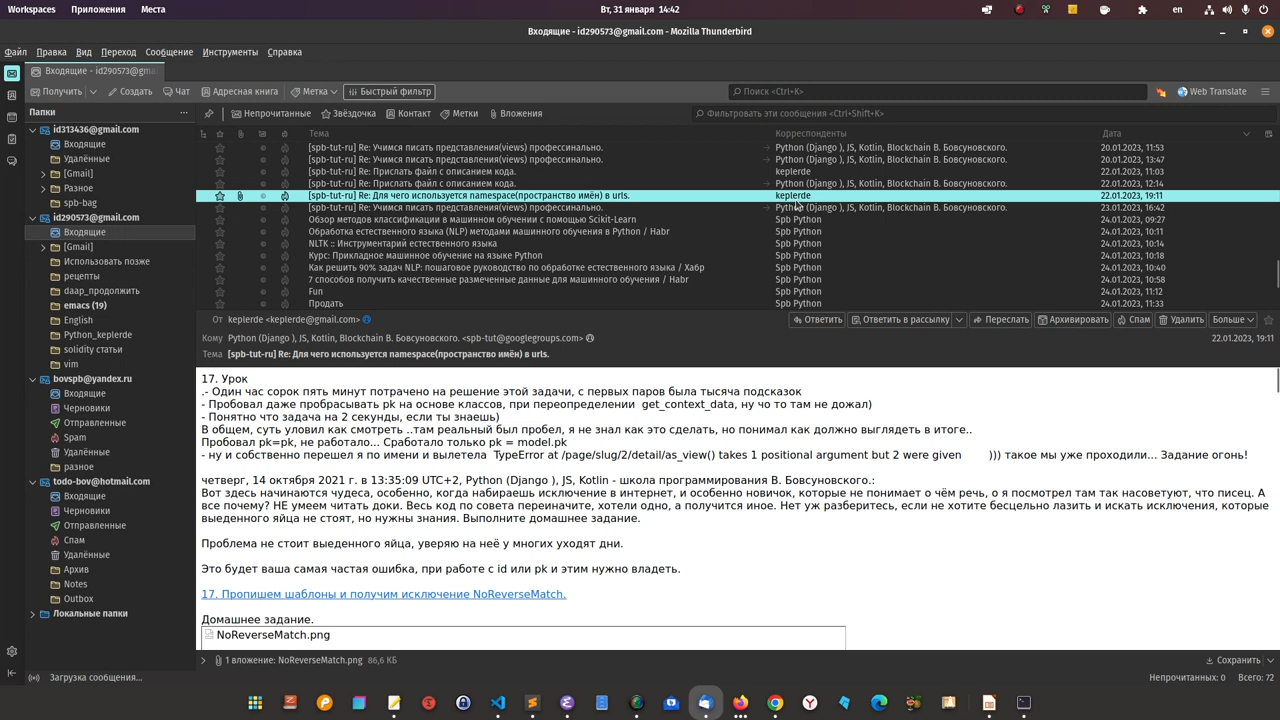 Workspaces Приложения Места Вт, 31 января 14:42 en
Входящие - id290573@gmail.com - Mozilla Thunderbird
Файл Правка Вид Переход Сообщение Инструменты Справка
Входящие - id290573@gma
Получить Создать Чат Адресная книга Метка Быстрый фильтр Поиск <Ctrl+K> Web Translate
Папки
id313436@gmail.com
Входящие
Удалённые
[Gmail]
Разное
spb-bag
id290573@gmail.com
Входящие
[Gmail]
Использовать позже
рецепты
daap_продолжить
emacs (19)
English
Python_keplerde
solidity статьи
vim
bovspb@yandex.ru
Входящие
Черновики
Отправленные
Spam
Удалённые
разное
todo-bov@hotmail.com
Входящие
Черновики
Отправленные
Спам
Удалённые
Архив
Notes
Outbox
Локальные папки
Непрочитанных Звёздочка Контакт Метки Вложения Фильтровать эти сообщения <Ctrl+Shift+K>
Тема Корреспонденты Дата
[spb-tut-ru] Re: Учимся писать представления(views) профессинально. Python (Django ), JS, Kotlin, Blockchain В. Бовсуновского. 20.01.2023, 11:53
[spb-tut-ru] Re: Учимся писать представления(views) профессинально. Python (Django ), JS, Kotlin, Blockchain В. Бовсуновского. 20.01.2023, 13:47
[spb-tut-ru] Re: Прислать файл с описанием кода. keplerde 22.01.2023, 11:03
[spb-tut-ru] Re: Прислать файл с описанием кода. Python (Django ), JS, Kotlin, Blockchain В. Бовсуновского. 22.01.2023, 12:14
[spb-tut-ru] Re: Для чего используется namespace(пространство имён) в urls. keplerde 22.01.2023, 19:11
[spb-tut-ru] Re: Учимся писать представления(views) профессинально. Python (Django ), JS, Kotlin, Blockchain В. Бовсуновского. 23.01.2023, 16:42
Обзор методов классификации в машинном обучении с помощью Scikit-Learn Spb Python 24.01.2023, 09:27
Обработка естественного языка (NLP) методами машинного обучения в Python / Habr Spb Python 24.01.2023, 10:11
NLTK :: Инструментарий естественного языка Spb Python 24.01.2023, 10:14
Курс: Прикладное машинное обучение на языке Python Spb Python 24.01.2023, 10:18
Как решить 90% задач NLP: пошаговое руководство по обработке естественного языка / Хабр Spb Python 24.01.2023, 10:40
7 способов получить качественные размеченные данные для машинного обучения / Habr Spb Python 24.01.2023, 10:58
Fun Spb Python 24.01.2023, 11:12
Продать Spb Python 24.01.2023, 11:33
От keplerde <keplerde@gmail.com> Ответить Ответить в рассылку Переслать Архивировать Спам Удалить Больше
Кому Python (Django ), JS, Kotlin, Blockchain В. Бовсуновского. <spb-tut@googlegroups.com> 22.01.2023, 19:11
Тема [spb-tut-ru] Re: Для чего используется namespace(пространство имён) в urls.
17. Урок
.- Один час сорок пять минут потрачено на решение этой задачи, с первых паров была тысяча подсказок
- Пробовал даже пробрасывать pk на основе классов, при переопределении get_context_data, ну чо то там не дожал)
- Понятно что задача на 2 секунды, если ты знаешь)
В общем, суть уловил как смотреть ..там реальный был пробел, я не знал как это сделать, но понимал как должно выглядеть в итоге..
Пробовал pk=pk, не работало... Сработало только pk = model.pk
- ну и собственно перешел я по имени и вылетела TypeError at /page/slug/2/detail/as_view() takes 1 positional argument but 2 were given ))) такое мы уже проходили... Задание огонь!
четверг, 14 октября 2021 г. в 13:35:09 UTC+2, Python (Django ), JS, Kotlin - школа программирования В. Бовсуновского.:
Вот здесь начинаются чудеса, особенно, когда набираешь исключение в интернет, и особенно новичок, которые не понимает о чём речь, о я посмотрел там так насоветуют, что писец. А
все почему? НЕ умеем читать доки. Весь код по совета переиначите, хотели одно, а получится иное. Нет уж разберитесь, если не хотите бесцельно лазить и искать исключения, которые
выеденного яйца не стоят, но нужны знания. Выполните домашнее задание.
Проблема не стоит выеденного яйца, уверяю на неё у многих уходят дни.
Это будет ваша самая частая ошибка, при работе с id или pk и этим нужно владеть.
17. Пропишем шаблоны и получим исключение NoReverseMatch.
Домашнее задание.
NoReverseMatch.png
1 вложение: NoReverseMatch.png 86,6 КБ Сохранить
Загрузка сообщения... Непрочитанных: 0 Всего: 72